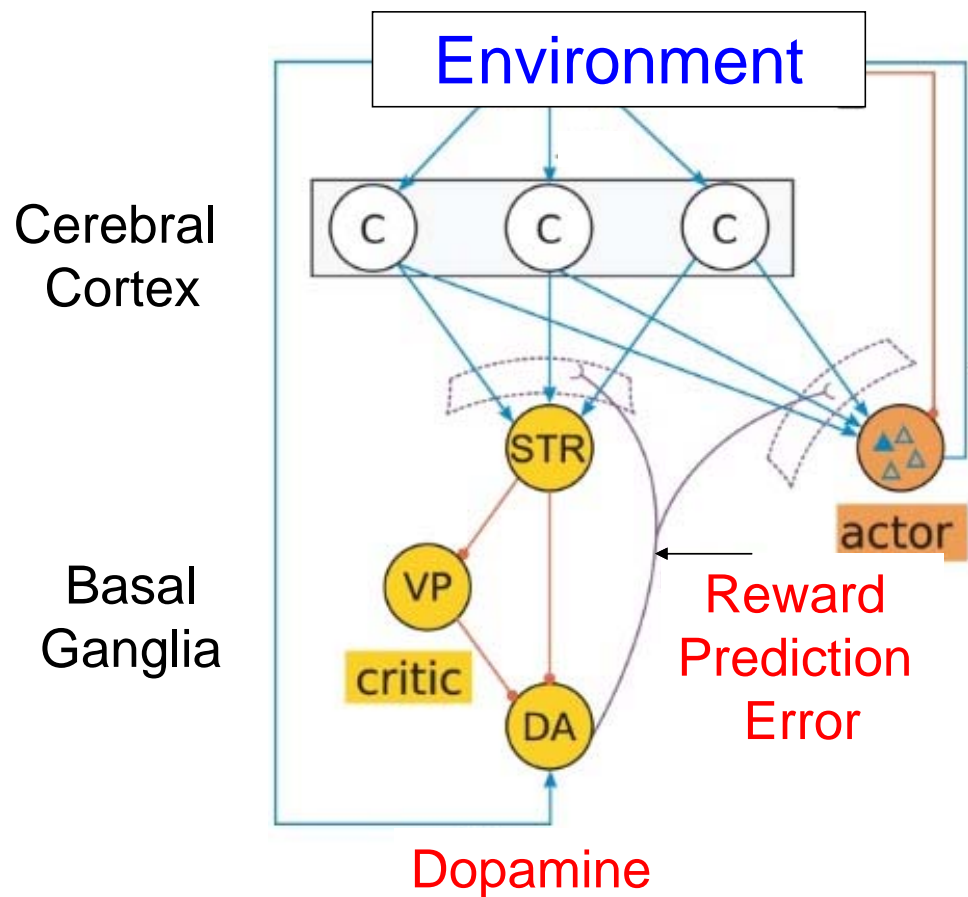 Environment
Cerebral
Cortex
C
C
C
STR
actor
Basal
Ganglia
VP
critic
DA
Reward
Prediction
Error
Dopamine